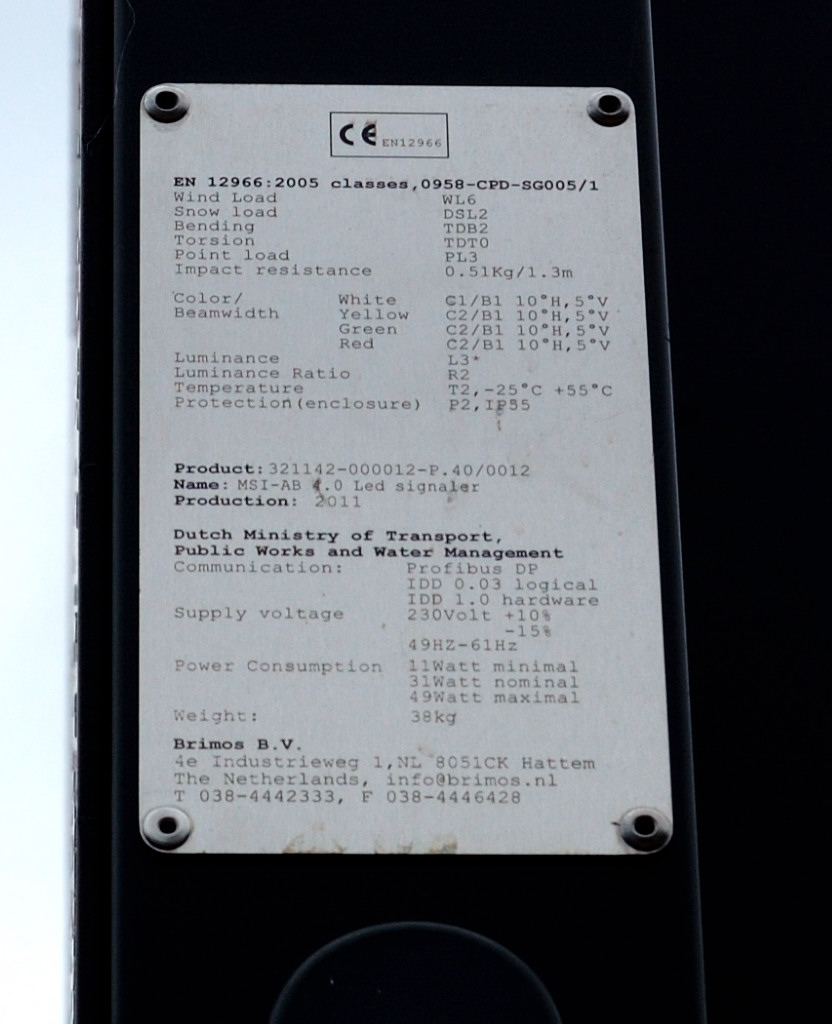 CE EN12966
EN 12966:2005 classes,0958-CPD-SG005/1
Wind Load WL6
Snow load DSL2
Bending TDB2
Torsion TDT0
Point load PL3
Impact resistance 0.51Kg/1.3m
Color/ White C1/B1 10°H,5°V
Beamwidth Yellow C2/B1 10°H,5°V
Green C2/B1 10°H,5°V
Red C2/B1 10°H,5°V
Luminance L3*
Luminance Ratio R2
Temperature T2,-25°C +55°C
Protection(enclosure) P2,IP55
Product: 321142-000012-P.40/0012
Name: MSI-AB 4.0 Led signaler
Production: 2011
Dutch Ministry of Transport,
Public Works and Water Management
Communication: Profibus DP
IDD 0.03 logical
IDD 1.0 hardware
Supply voltage 230Volt +10%
-15%
49HZ-61Hz
Power Consumption 11Watt minimal
31Watt nominal
49Watt maximal
Weight: 38kg
Brimos B.V.
4e Industrieweg 1,NL 8051CK Hattem
The Netherlands, info@brimos.nl
T 038-4442333, F 038-4446428